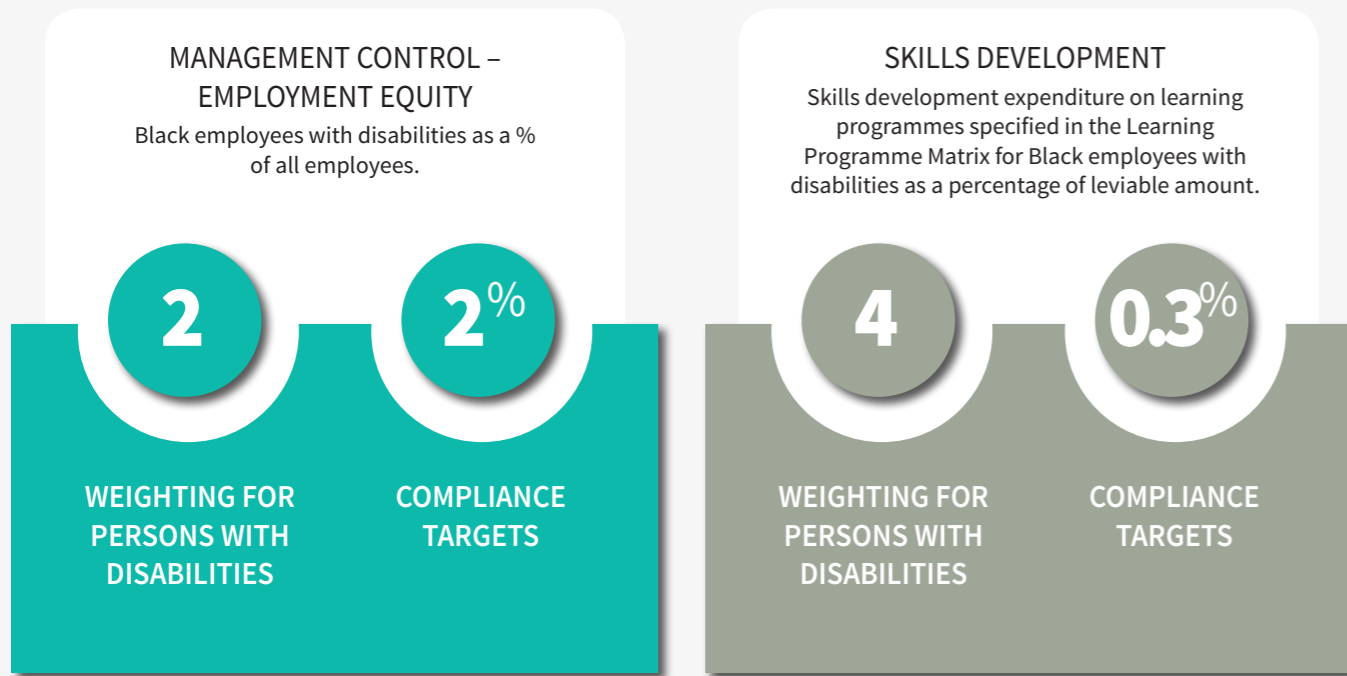 MANAGEMENT CONTROL –
EMPLOYMENT EQUITY
Black employees with disabilities as a %
of all employees.
2
2%
WEIGHTING FOR
PERSONS WITH
DISABILITIES
COMPLIANCE
TARGETS
SKILLS DEVELOPMENT
Skills development expenditure on learning
programmes specified in the Learning
Programme Matrix for Black employees with
disabilities as a percentage of leviable amount.
4
0.3%
WEIGHTING FOR
PERSONS WITH
DISABILITIES
COMPLIANCE
TARGETS